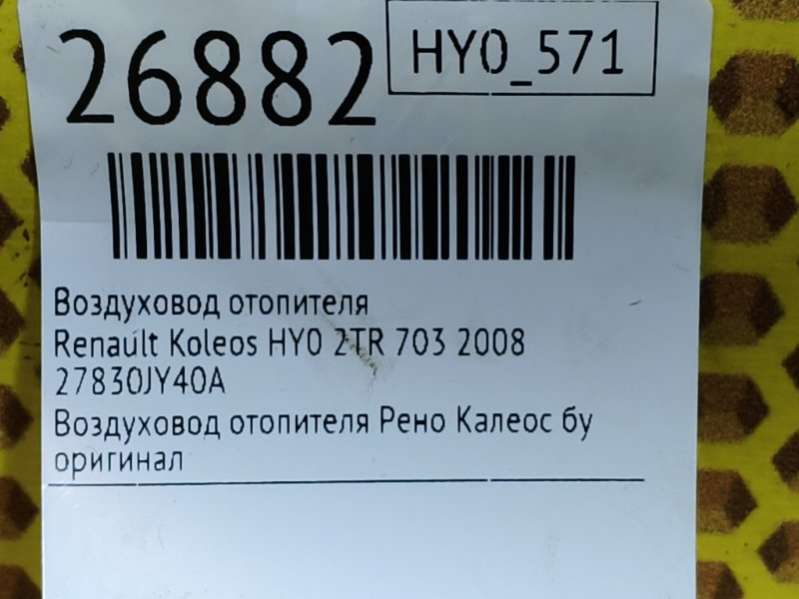 26882
HY0_571
Воздуховод отопителя
Renault Koleos HY0 2TR 703 2008
27830JY40A
Воздуховод отопителя Рено Калеос бу
оригинал